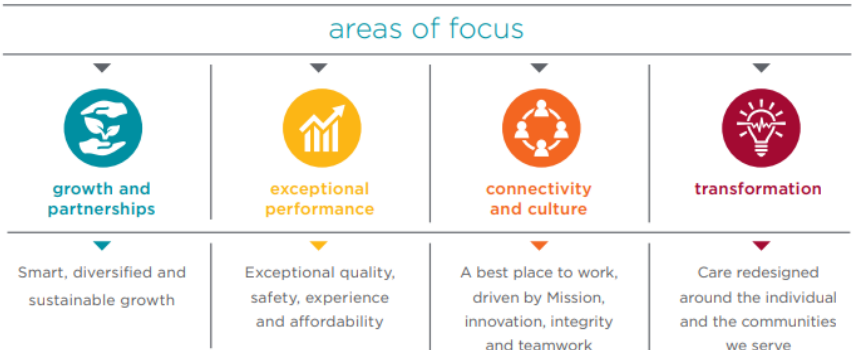 areas of focus
growth and
partnerships
exceptional
performance
connectivity
and culture
transformation
Smart, diversified and
sustainable growth
Exceptional quality,
safety, experience
and affordability
A best place to work,
driven by Mission,
innovation, integrity
and teamwork
Care redesigned
around the individual
and the communities
we serve